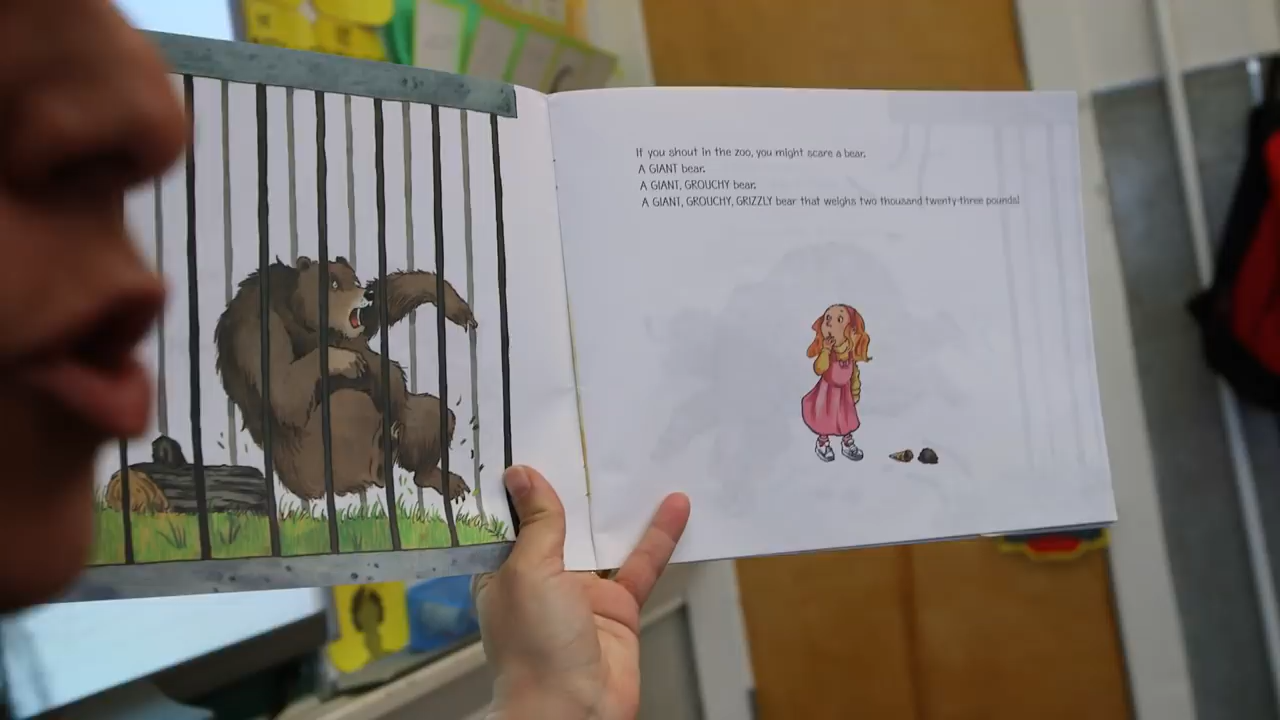 If you shout in the zoo, you might scare a bear.
A GIANT bear.
A GIANT, GROUCHY bear.
A GIANT, GROUCHY, GRIZZLY bear that weighs two thousand twenty-three pounds!